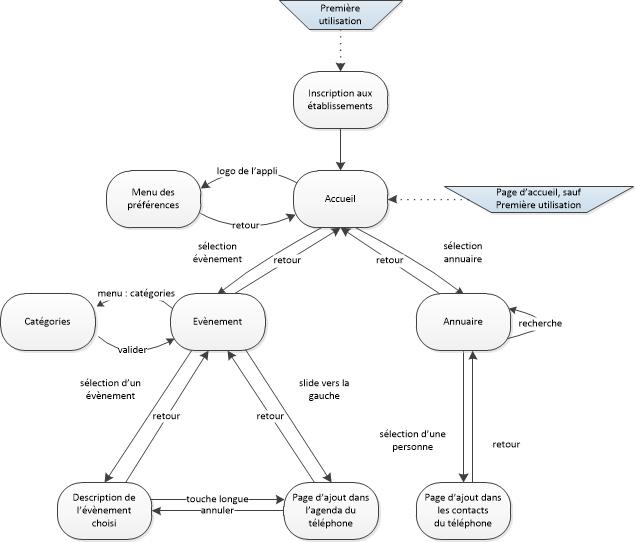 Première
utilisation
Inscription aux
établissements
logo de l'appli
Menu des
préférences
Accueil
Page d'accueil, sauf
Première utilisation
retour
sélection
évènement
retour
retour
sélection
annuaire
menu : catégories
Catégories
Evènement
Annuaire
recherche
valider
sélection d'un
évènement
slide vers la
gauche
retour
retour
sélection d'une
personne
retour
Description de
l'évènement
choisi
touche longue
annuler
Page d'ajout dans
l'agenda du
téléphone
Page d'ajout dans
les contacts
du téléphone